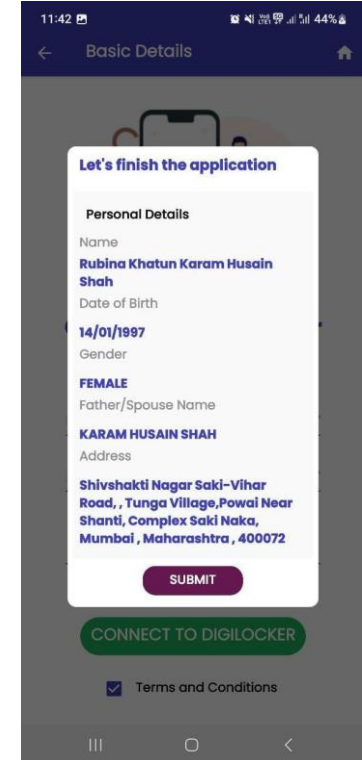 11:42
44%
Basic Details
Let's finish the application
Personal Details
Name
Rubina Khatun Karam Husain
Shah
Date of Birth
14/01/1997
Gender
FEMALE
Father/Spouse Name
KARAM HUSAIN SHAH
Address
Shivshakti Nagar Saki-Vihar
Road, , Tunga Village,Powai Near
Shanti, Complex Saki Naka,
Mumbai , Maharashtra , 400072
SUBMIT
CONNECT TO DIGILOCKER
Terms and Conditions